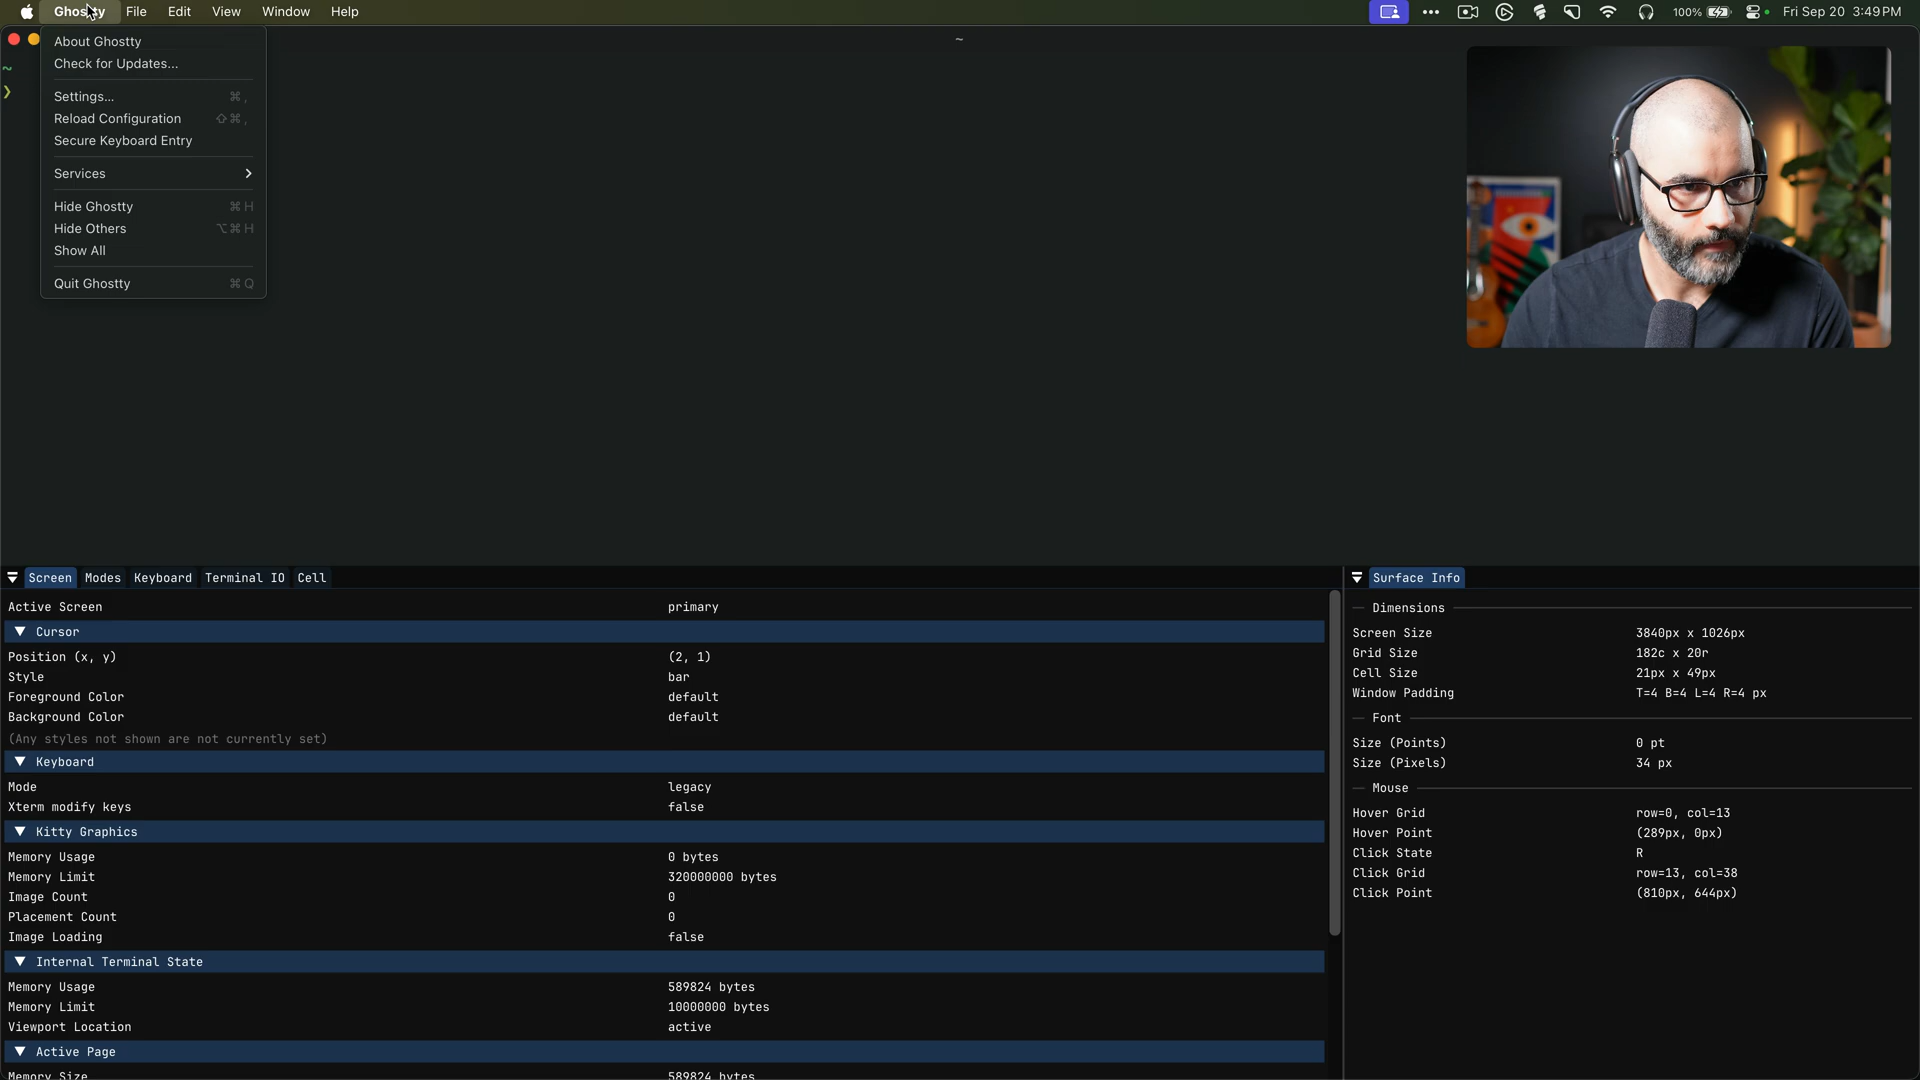 Ghostty File Edit View Window Help
100% Fri Sep 20 3:49 PM
~
About Ghostty
Check for Updates...
Settings... ⌘ ,
Reload Configuration ⇧ ⌘ ,
Secure Keyboard Entry
Services
Hide Ghostty ⌘ H
Hide Others ⌥ ⌘ H
Show All
Quit Ghostty ⌘ Q
~
❯
Screen Modes Keyboard Terminal IO Cell
Active Screen primary
Cursor
Position (x, y) (2, 1)
Style bar
Foreground Color default
Background Color default
(Any styles not shown are not currently set)
Keyboard
Mode legacy
Xterm modify keys false
Kitty Graphics
Memory Usage 0 bytes
Memory Limit 320000000 bytes
Image Count 0
Placement Count 0
Image Loading false
Internal Terminal State
Memory Usage 589824 bytes
Memory Limit 10000000 bytes
Viewport Location active
Active Page
Memory Size 589824 bytes
Surface Info
Dimensions
Screen Size 3840px x 1026px
Grid Size 182c x 20r
Cell Size 21px x 49px
Window Padding T=4 B=4 L=4 R=4 px
Font
Size (Points) 0 pt
Size (Pixels) 34 px
Mouse
Hover Grid row=0, col=13
Hover Point (289px, 0px)
Click State R
Click Grid row=13, col=38
Click Point (810px, 644px)